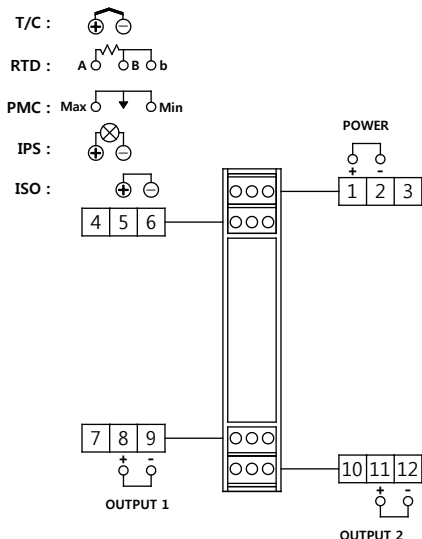 T/C :
RTD : A B b
PMC : Max Min
IPS :
ISO :
+ -
4 5 6
POWER
+ -
1 2 3
7 8 9
+ -
OUTPUT 1
10 11 12
+ -
OUTPUT 2